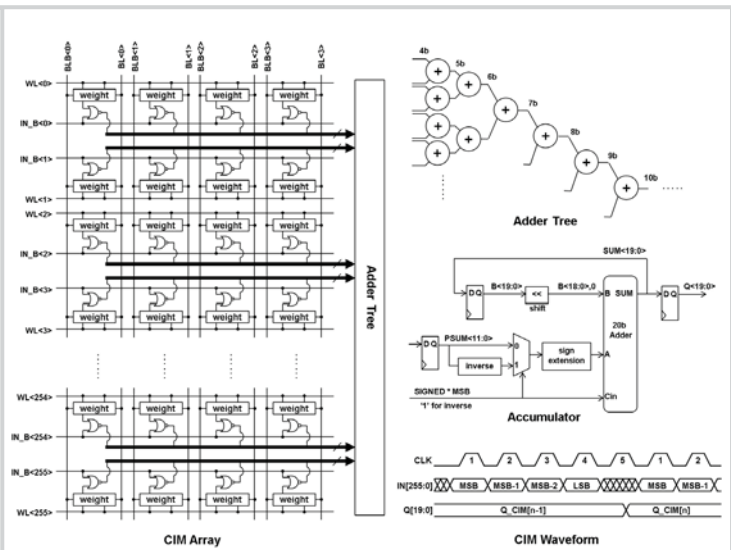 BLB<0>
BL<0>
BLB<1>
BL<1>
BLB<2>
BL<2>
BLB<3>
BL<3>
WL<0>
weight weight weight weight
IN_B<0>
IN_B<1>
weight weight weight weight
WL<1>
WL<2>
weight weight weight weight
IN_B<2>
IN_B<3>
weight weight weight weight
WL<3>
WL<254>
weight weight weight weight
IN_B<254>
IN_B<255>
weight weight weight weight
WL<255>
CIM Array
Adder Tree
4b
5b
6b
7b
8b
9b
10b
+ + + + + + + + + +
Adder Tree
SUM<19:0>
D Q
B<19:0>
<<
shift
B<18:0>,0
B SUM
D Q
Q<19:0>
20b
Adder
D Q
PSUM<11:0>
0
inverse
1
sign
extension
A
SIGNED * MSB
'1' for inverse
Cin
Accumulator
CLK 1 2 3 4 5 1 2
IN[255:0] MSB MSB-1 MSB-2 LSB MSB MSB-1
Q[19:0] Q_CIM[n-1] Q_CIM[n]
CIM Waveform